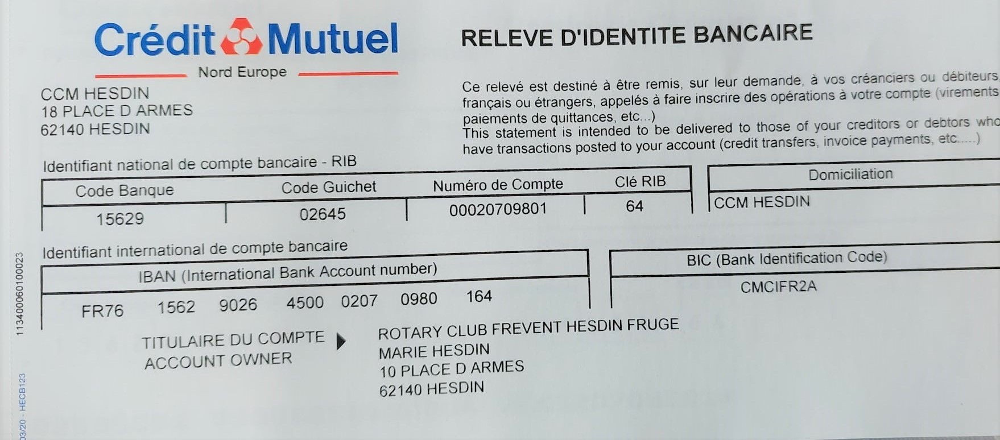 Crédit Mutuel
Nord Europe
RELEVE D'IDENTITE BANCAIRE
CCM HESDIN
18 PLACE D ARMES
62140 HESDIN
Ce relevé est destiné à être remis, sur leur demande, à vos créanciers ou débiteurs,
français ou étrangers, appelés à faire inscrire des opérations à votre compte (virements
paiements de quittances, etc...)
This statement is intended to be delivered to those of your creditors or debtors who
have transactions posted to your account (credit transfers, invoice payments, etc.....)
Identifiant national de compte bancaire - RIB
Code Banque Code Guichet Numéro de Compte Clé RIB
15629 02645 00020709801 64
Domiciliation
CCM HESDIN
Identifiant international de compte bancaire
IBAN (International Bank Account number)
FR76 1562 9026 4500 0207 0980 164
BIC (Bank Identification Code)
CMCIFR2A
TITULAIRE DU COMPTE
ACCOUNT OWNER
ROTARY CLUB FREVENT HESDIN FRUGE
MARIE HESDIN
10 PLACE D ARMES
62140 HESDIN
1134000060100023
03/20 - HECB123